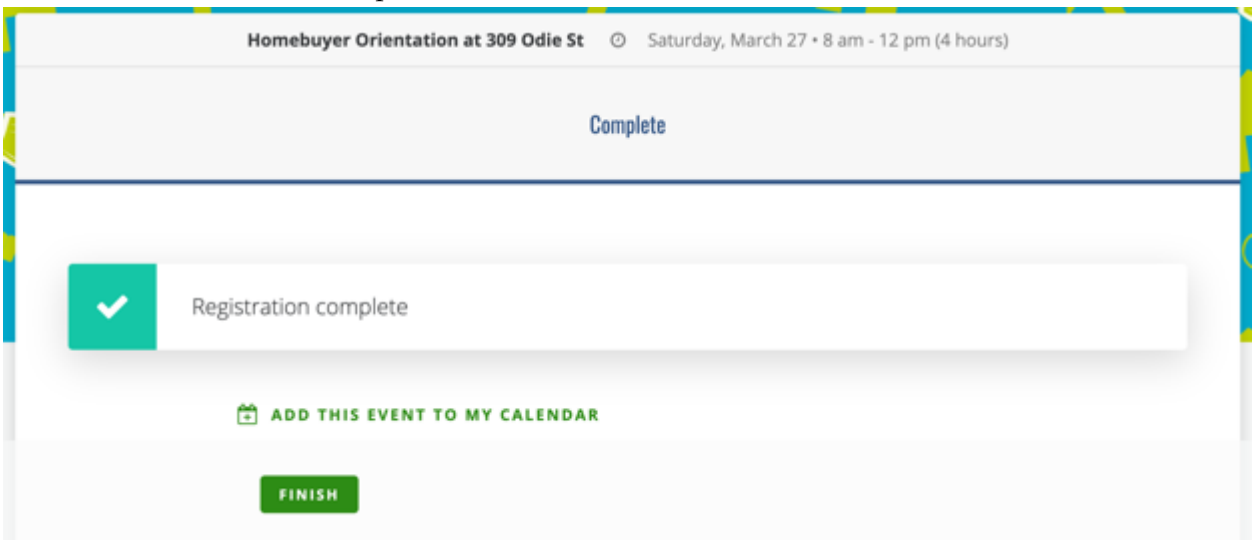 Homebuyer Orientation at 309 Odie St Saturday, March 27 • 8 am - 12 pm (4 hours)
Complete
Registration complete
ADD THIS EVENT TO MY CALENDAR
FINISH